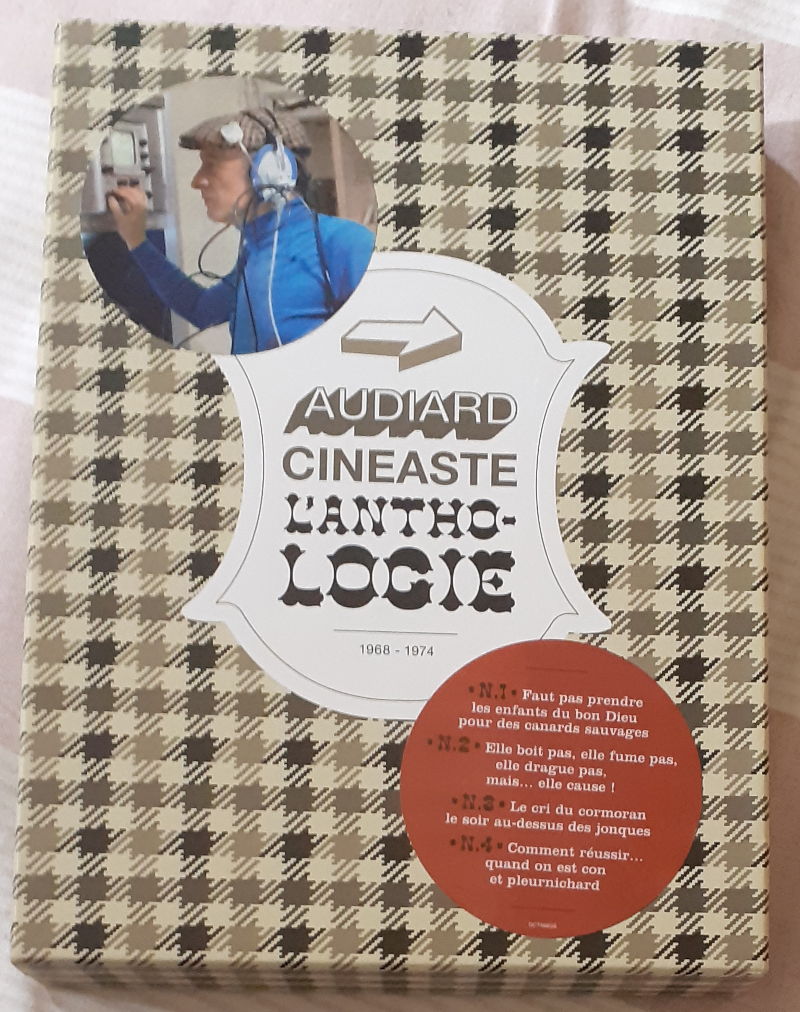 AUDIARD
CINEASTE
L'ANTHO-
LOGIE
1968 - 1974
• N.1 • Faut pas prendre
les enfants du bon Dieu
pour des canards sauvages
• N.2 • Elle boit pas, elle fume pas,
elle drague pas,
mais... elle cause !
• N.3 • Le cri du cormoran
le soir au-dessus des jonques
• N.4 • Comment réussir...
quand on est con
et pleurnichard